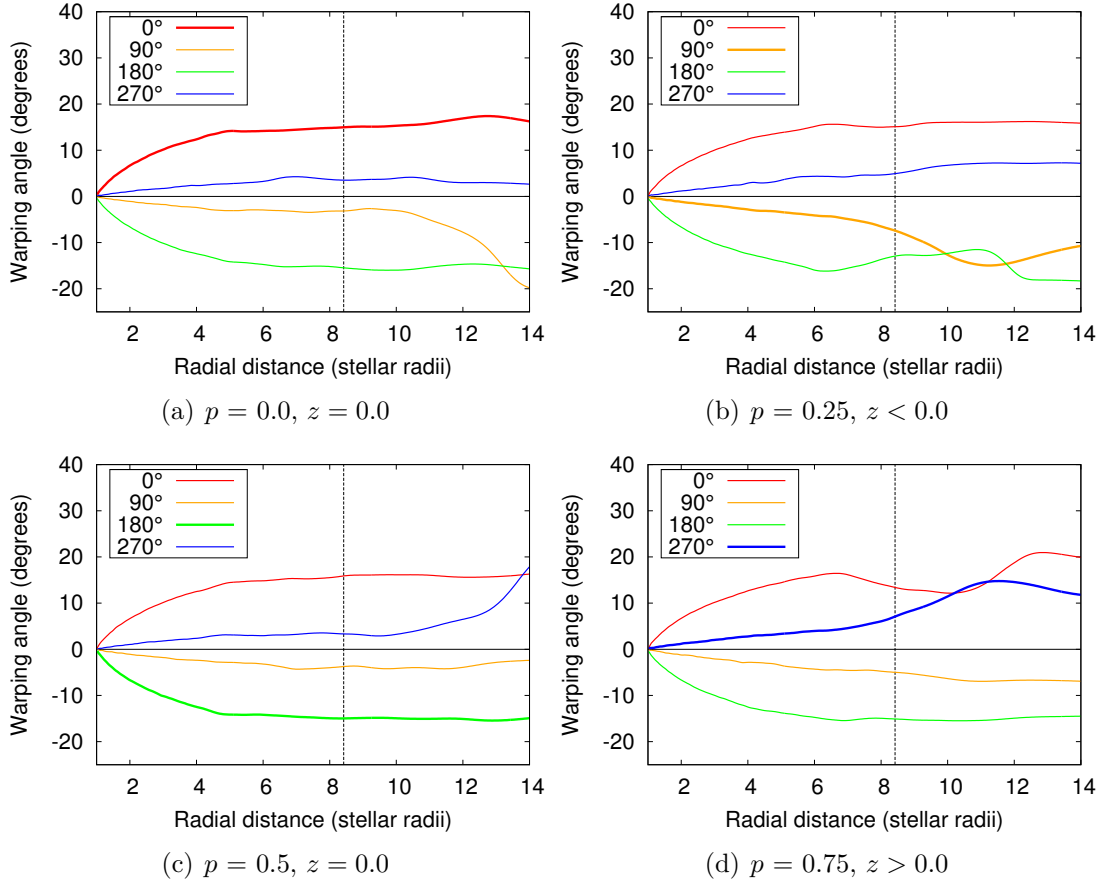 40
30
20
10
0
-10
-20
Warping angle (degrees)
0°
90°
180°
270°
2 4 6 8 10 12 14
Radial distance (stellar radii)
(a) p = 0.0, z = 0.0
40
30
20
10
0
-10
-20
Warping angle (degrees)
0°
90°
180°
270°
2 4 6 8 10 12 14
Radial distance (stellar radii)
(b) p = 0.25, z < 0.0
40
30
20
10
0
-10
-20
Warping angle (degrees)
0°
90°
180°
270°
2 4 6 8 10 12 14
Radial distance (stellar radii)
(c) p = 0.5, z = 0.0
40
30
20
10
0
-10
-20
Warping angle (degrees)
0°
90°
180°
270°
2 4 6 8 10 12 14
Radial distance (stellar radii)
(d) p = 0.75, z > 0.0